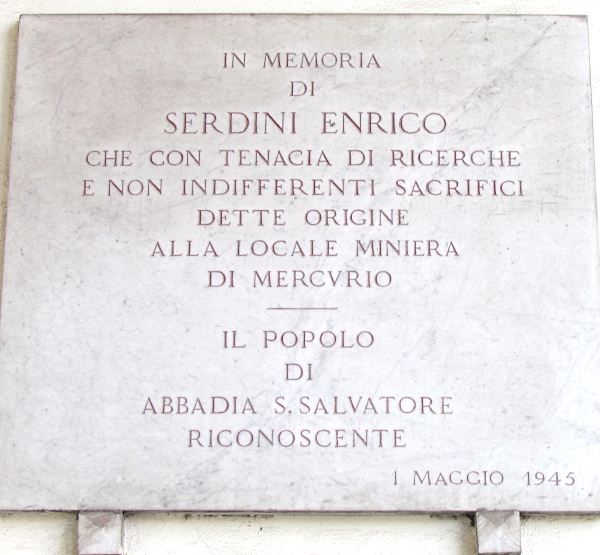 IN MEMORIA
DI
SERDINI ENRICO
CHE CON TENACIA DI RICERCHE
E NON INDIFFERENTI SACRIFICI
DETTE ORIGINE
ALLA LOCALE MINIERA
DI MERCVRIO
IL POPOLO
DI
ABBADIA S. SALVATORE
RICONOSCENTE
1 MAGGIO 1945